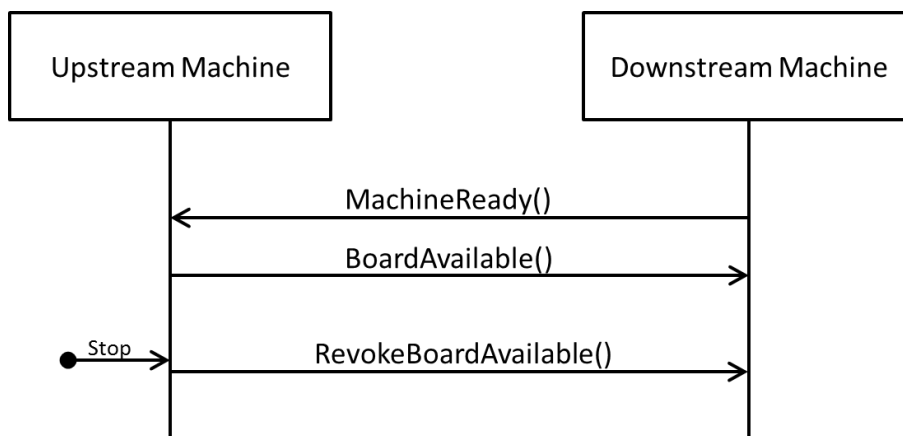 Upstream Machine
Downstream Machine
MachineReady()
BoardAvailable()
Stop
RevokeBoardAvailable()